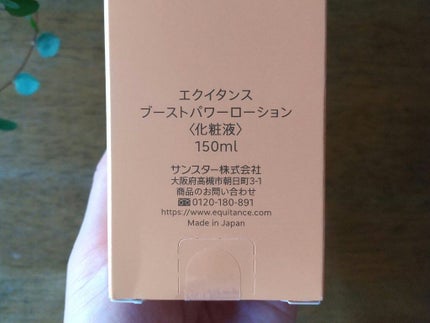 エクイタンス
ブーストパワーローション
〈化粧液〉
150ml
サンスター株式会社
大阪府高槻市朝日町3-1
商品のお問い合わせ
0120-180-891
https://www.equitance.com
Made in Japan